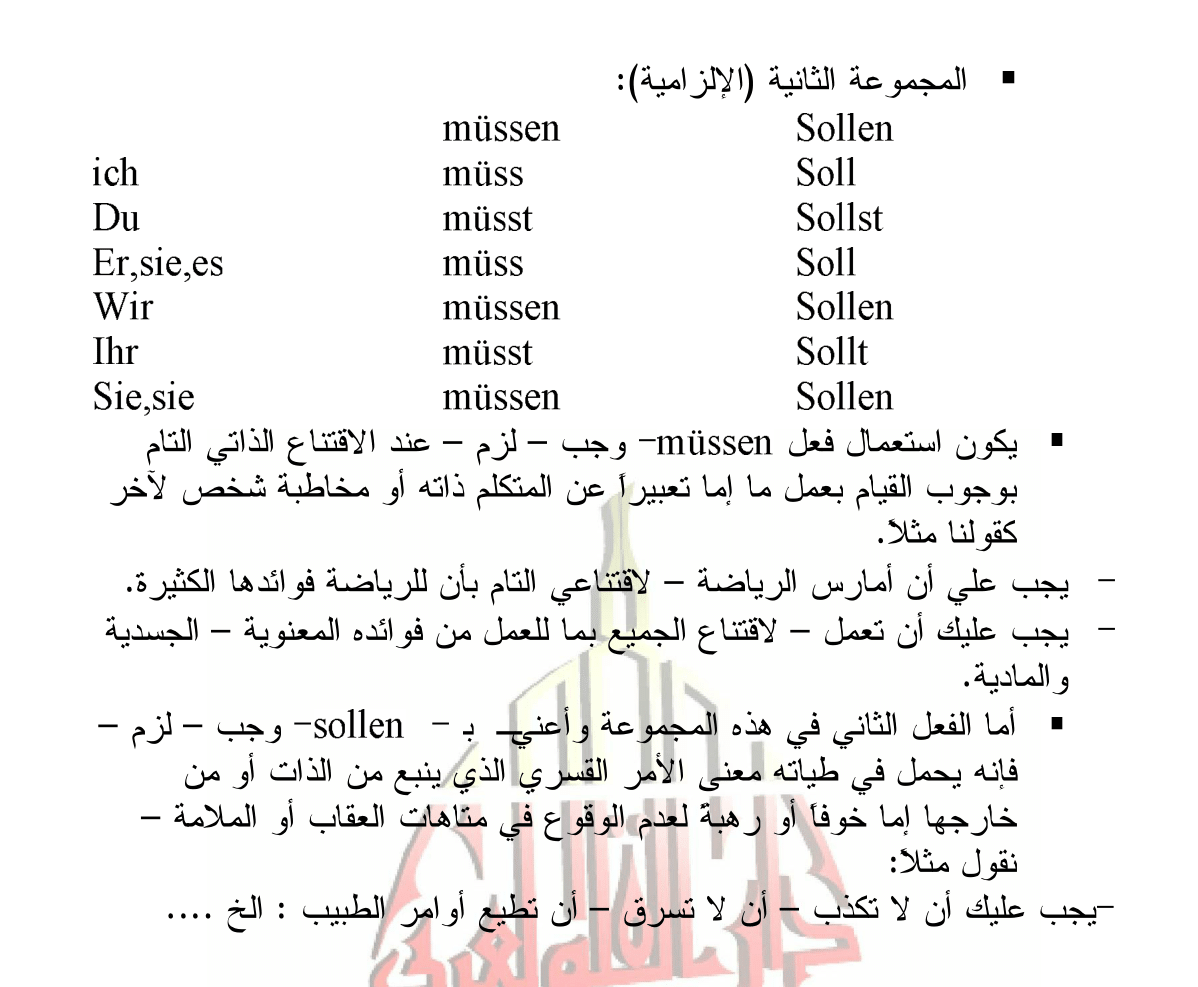 ▪ المجموعة الثانية (الإلزامية):
müssen Sollen
ich müss Soll
Du müsst Sollst
Er,sie,es müss Soll
Wir müssen Sollen
Ihr müsst Sollt
Sie,sie müssen Sollen
▪ يكون استعمال فعل müssen– وجب – لزم – عند الاقتناع الذاتي التام
بوجوب القيام بعمل ما إما تعبيراً عن المتكلم ذاته أو مخاطبة شخص لآخر
كقولنا مثلاً.
– يجب علي أن أمارس الرياضة – لاقتناعي التام بأن للرياضة فوائدها الكثيرة.
– يجب عليك أن تعمل – لاقتناع الجميع بما للعمل من فوائده المعنوية – الجسدية
والمادية.
▪ أما الفعل الثاني في هذه المجموعة وأعني بـ – sollen– وجب – لزم –
فإنه يحمل في طياته معنى الأمر القسري الذي ينبع من الذات أو من
خارجها إما خوفاً أو رهبةً لعدم الوقوع في متاهات العقاب أو الملامة –
نقول مثلاً:
–يجب عليك أن لا تكذب – أن لا تسرق – أن تطيع أوامر الطبيب : الخ ....